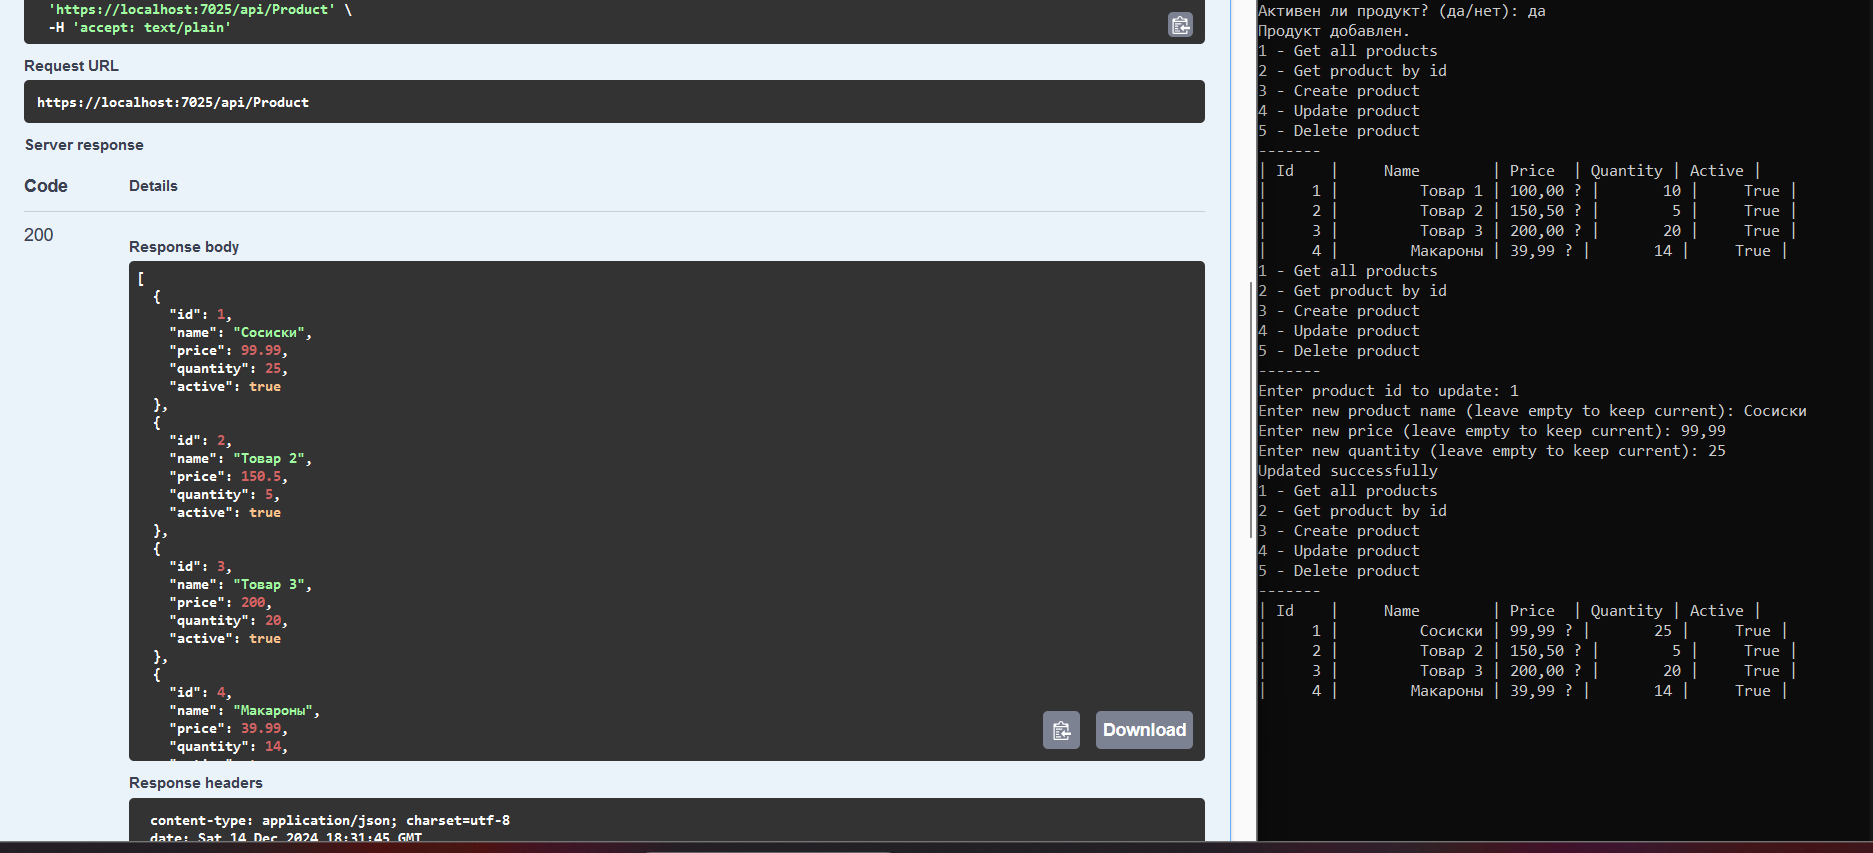 'https://localhost:7025/api/Product' \
-H 'accept: text/plain'
Request URL
https://localhost:7025/api/Product
Server response
Code Details
200
Response body
[
{
"id": 1,
"name": "Сосиски",
"price": 99.99,
"quantity": 25,
"active": true
},
{
"id": 2,
"name": "Товар 2",
"price": 150.5,
"quantity": 5,
"active": true
},
{
"id": 3,
"name": "Товар 3",
"price": 200,
"quantity": 20,
"active": true
},
{
"id": 4,
"name": "Макароны",
"price": 39.99,
"quantity": 14,
Download
Response headers
content-type: application/json; charset=utf-8
date: Sat,14 Dec 2024 18:31:45 GMT
Активен ли продукт? (да/нет): да
Продукт добавлен.
1 - Get all products
2 - Get product by id
3 - Create product
4 - Update product
5 - Delete product
-------
| Id | Name | Price | Quantity | Active |
| 1 | Товар 1 | 100,00 ? | 10 | True |
| 2 | Товар 2 | 150,50 ? | 5 | True |
| 3 | Товар 3 | 200,00 ? | 20 | True |
| 4 | Макароны | 39,99 ? | 14 | True |
1 - Get all products
2 - Get product by id
3 - Create product
4 - Update product
5 - Delete product
-------
Enter product id to update: 1
Enter new product name (leave empty to keep current): Сосиски
Enter new price (leave empty to keep current): 99,99
Enter new quantity (leave empty to keep current): 25
Updated successfully
1 - Get all products
2 - Get product by id
3 - Create product
4 - Update product
5 - Delete product
-------
| Id | Name | Price | Quantity | Active |
| 1 | Сосиски | 99,99 ? | 25 | True |
| 2 | Товар 2 | 150,50 ? | 5 | True |
| 3 | Товар 3 | 200,00 ? | 20 | True |
| 4 | Макароны | 39,99 ? | 14 | True |